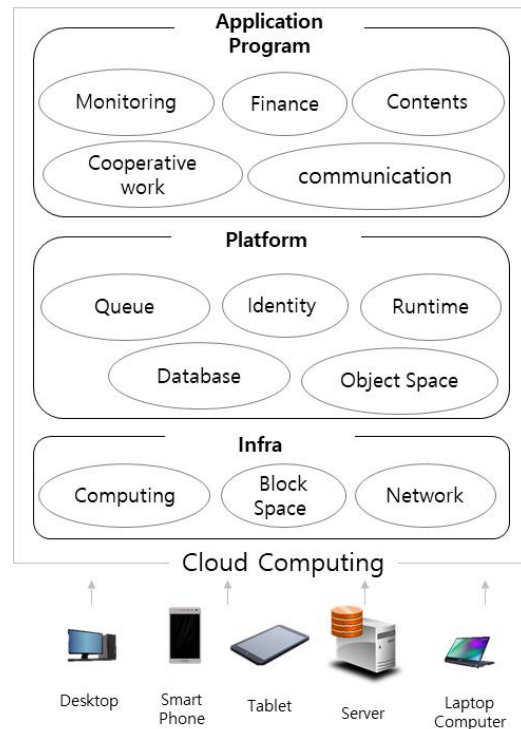 Application
Program
Monitoring
Finance
Contents
Cooperative
work
communication
Platform
Queue
Identity
Runtime
Database
Object Space
Infra
Computing
Block
Space
Network
Cloud Computing
Desktop
Smart
Phone
Tablet
Server
Laptop
Computer